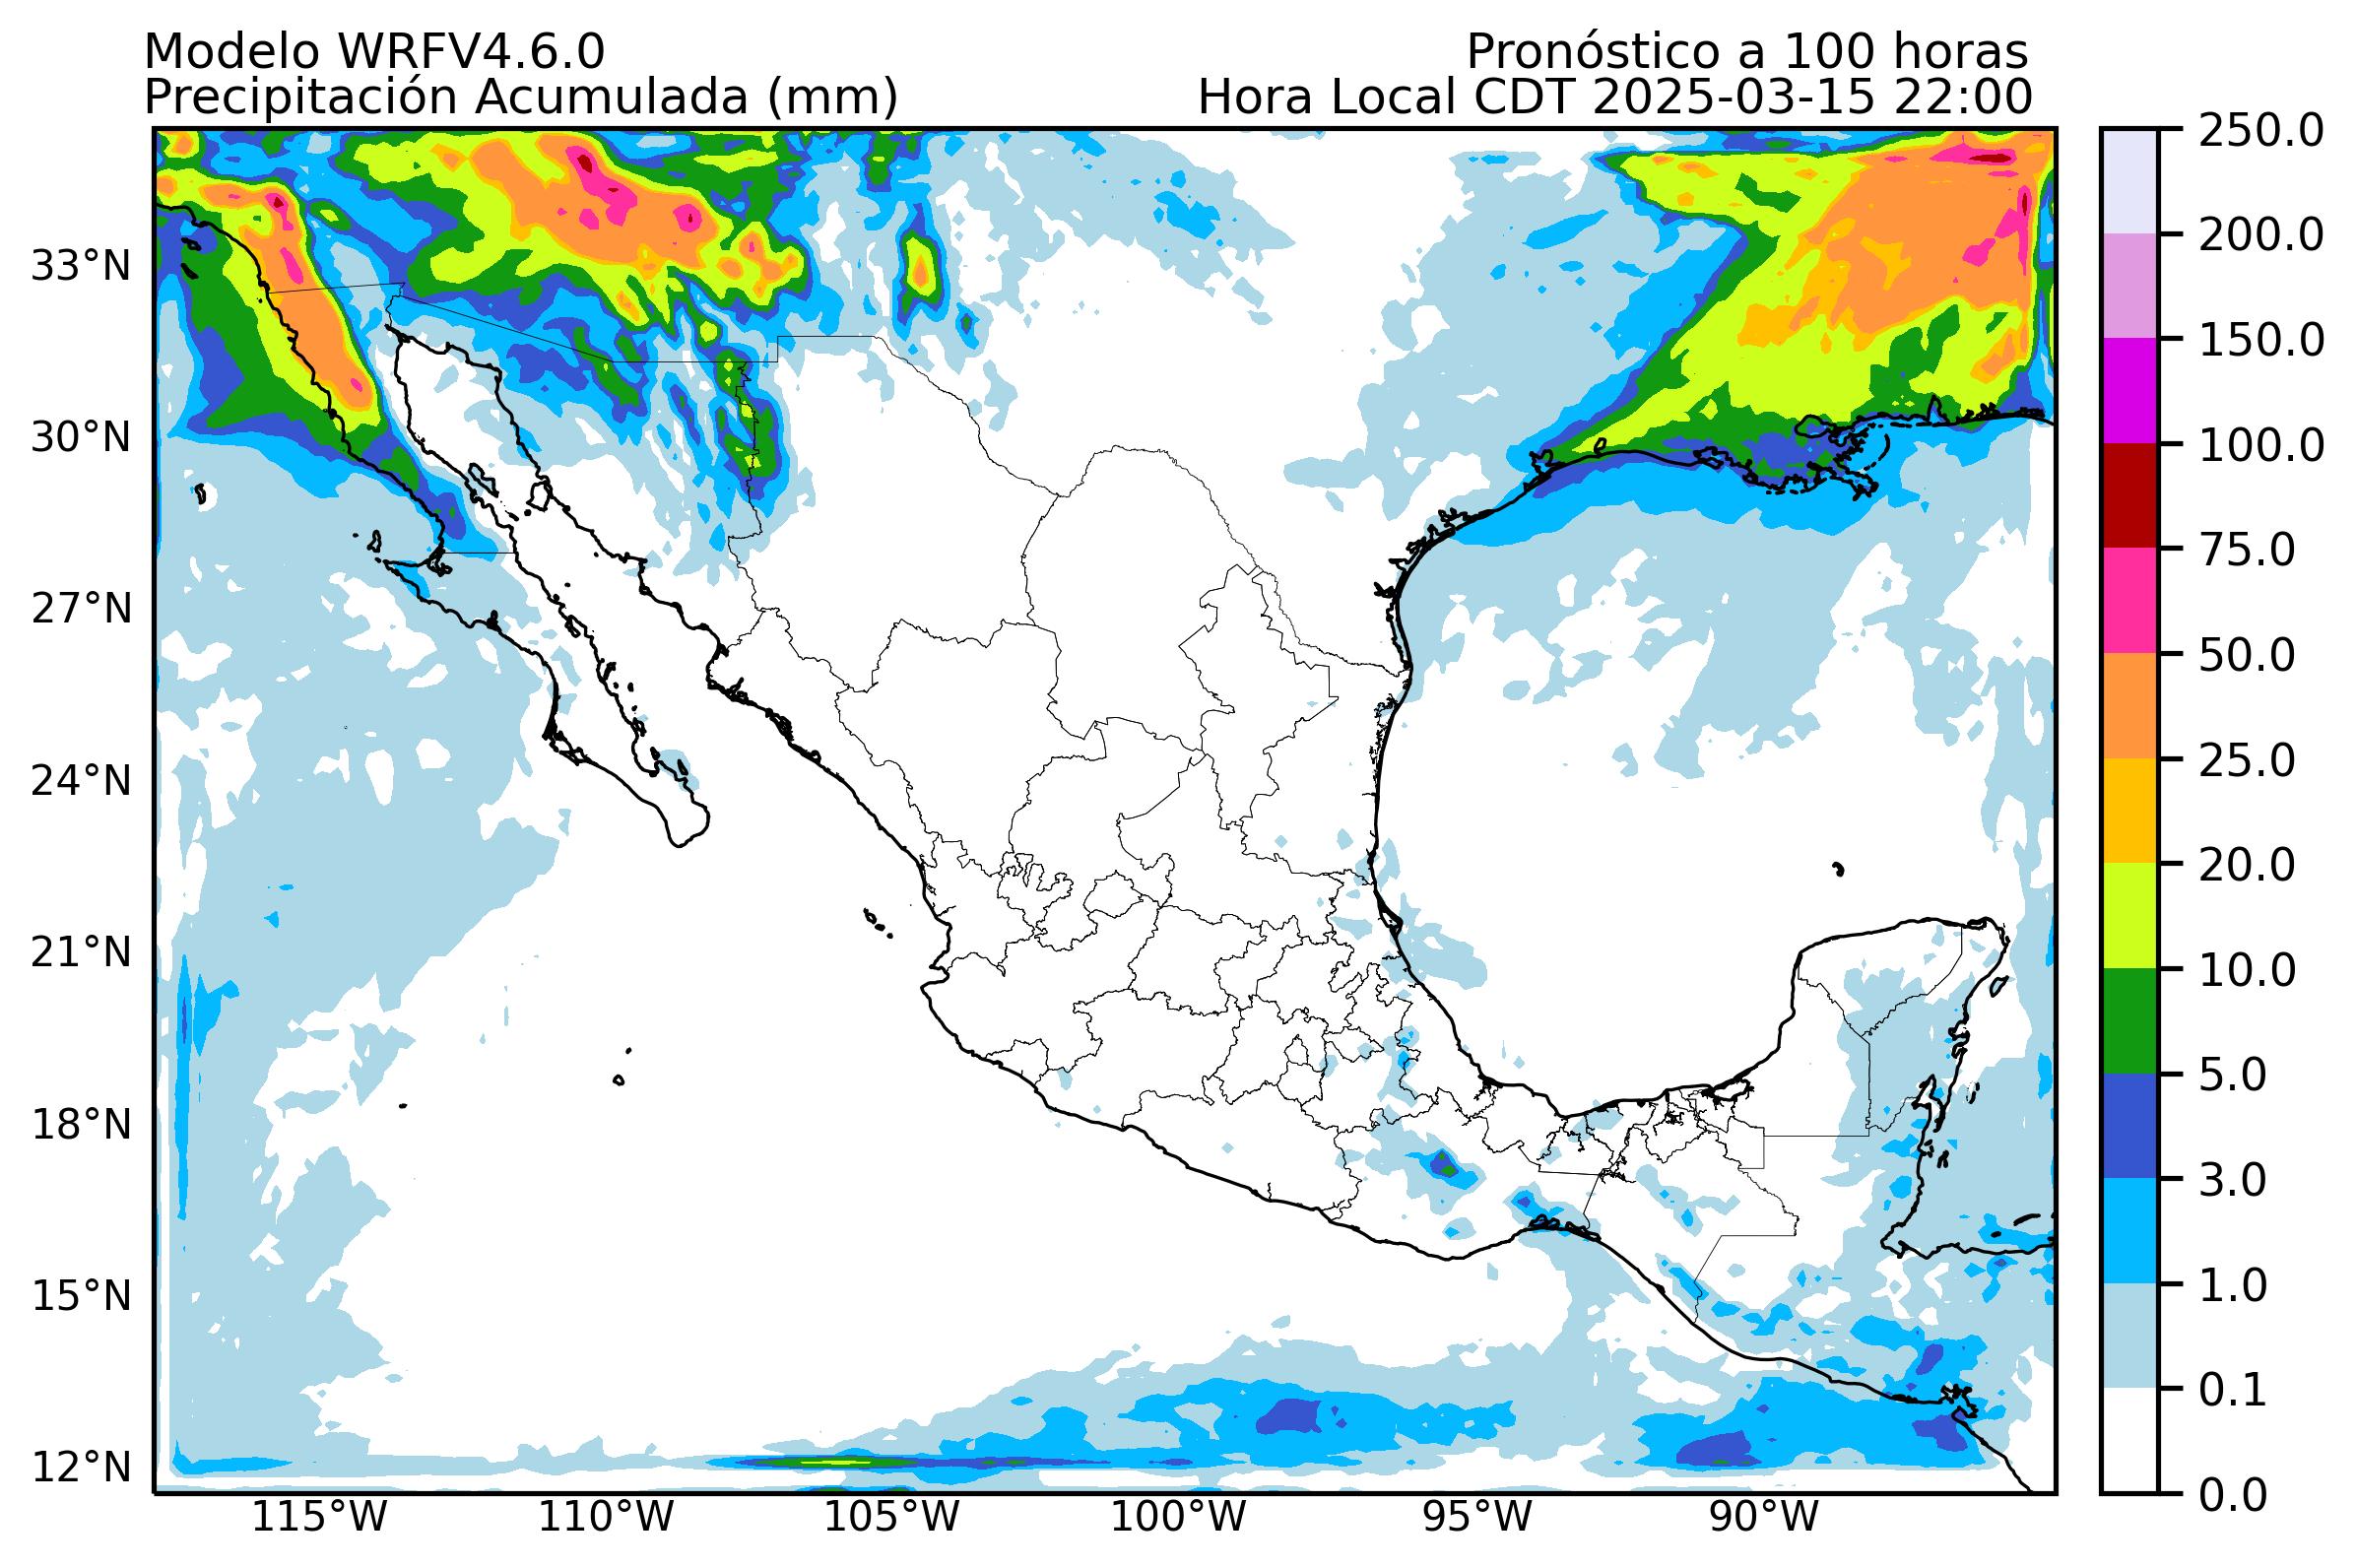 Modelo WRFV4.6.0
Pronóstico a 100 horas
Precipitación Acumulada (mm)
Hora Local CDT 2025-03-15 22:00
33°N
30°N
27°N
24°N
21°N
18°N
15°N
12°N
115°W
110°W
105°W
100°W
95°W
90°W
250.0
200.0
150.0
100.0
75.0
50.0
25.0
20.0
10.0
5.0
3.0
1.0
0.1
0.0